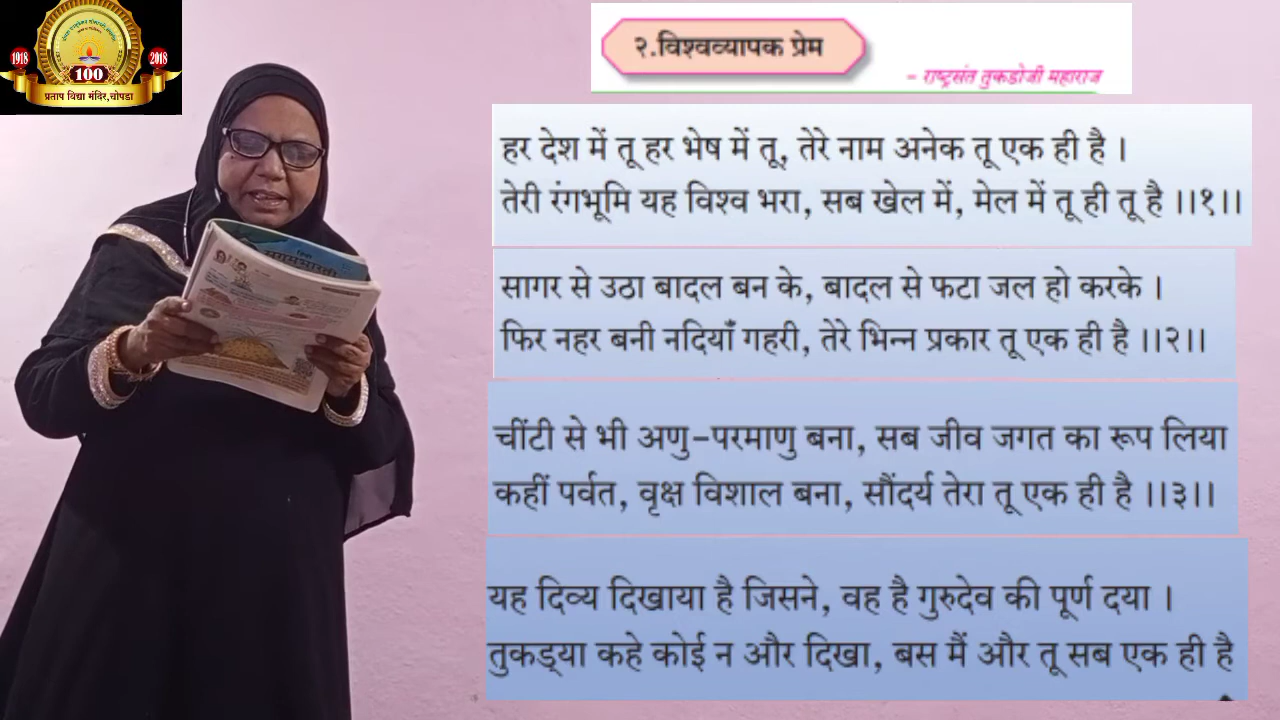 1918
2018
100
प्रताप विद्या मंदिर,चोपडा
२.विश्वव्यापक प्रेम
- राष्ट्रसंत तुकडोजी महाराज
हर देश में तू हर भेष में तू, तेरे नाम अनेक तू एक ही है ।
तेरी रंगभूमि यह विश्व भरा, सब खेल में, मेल में तू ही तू है ।।१।।
सागर से उठा बादल बन के, बादल से फटा जल हो करके ।
फिर नहर बनी नदियाँ गहरी, तेरे भिन्न प्रकार तू एक ही है ।।२।।
चींटी से भी अणु-परमाणु बना, सब जीव जगत का रूप लिया
कहीं पर्वत, वृक्ष विशाल बना, सौंदर्य तेरा तू एक ही है ।।३।।
यह दिव्य दिखाया है जिसने, वह है गुरुदेव की पूर्ण दया ।
तुकड्या कहे कोई न और दिखा, बस मैं और तू सब एक ही है